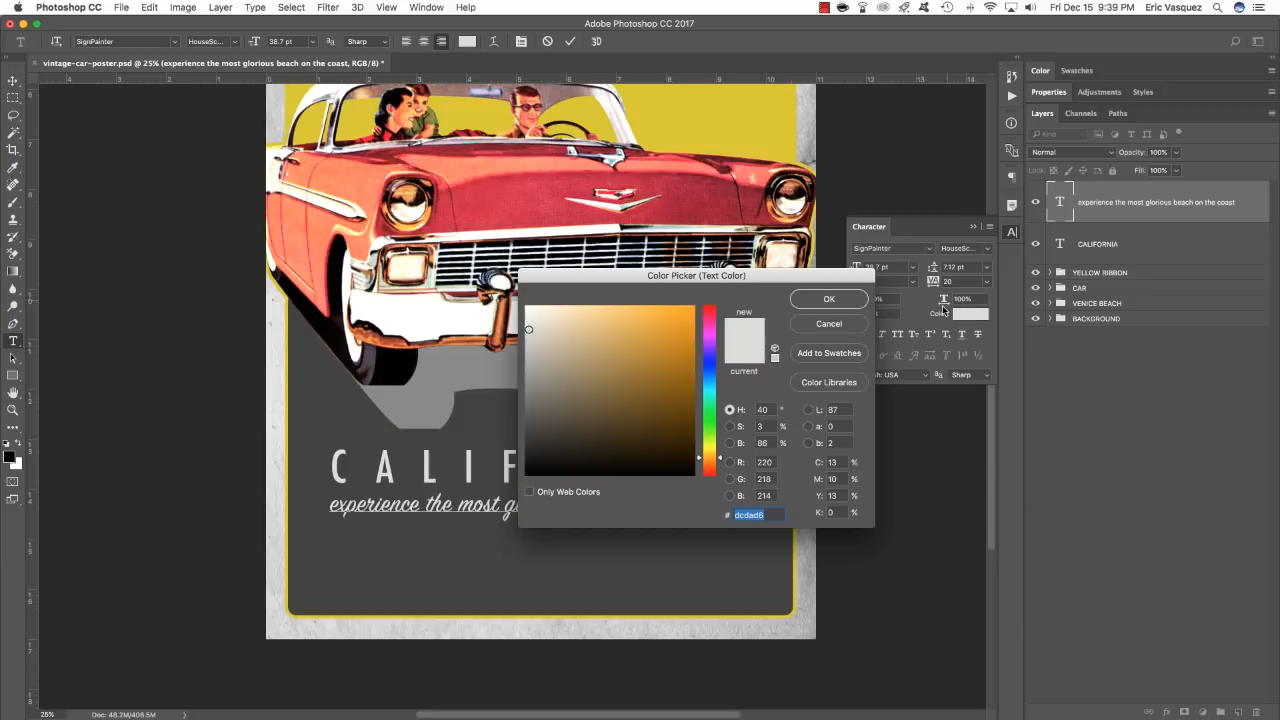 Photoshop CC File Edit Image Layer Type Select Filter 3D View Window Help Fri Dec 15 9:39 PM Eric Vasquez
Adobe Photoshop CC 2017
SignPainter HouseSc... 38.7 pt Sharp 3D
vintage-car-poster.psd @ 25% (experience the most glorious beach on the coast, RGB/8) *
Color Swatches
Properties Adjustments Styles
Layers Channels Paths
Kind
Normal Opacity: 100%
Lock: Fill: 100%
experience the most glorious beach on the coast
CALIFORNIA
YELLOW RIBBON
CAR
VENICE BEACH
BACKGROUND
Character
SignPainter HouseSc...
7.12 pt
20
100%
Sharp
Color Picker (Text Color)
new
current
OK
Cancel
Add to Swatches
Color Libraries
H: 40 ° L: 87
S: 3 % a: 0
B: 86 % b: 2
R: 220 C: 13 %
G: 218 M: 10 %
B: 214 Y: 13 %
# dcdad6 K: 0 %
Only Web Colors
CALIF
experience the most
25% Doc: 48.2M/406.5M